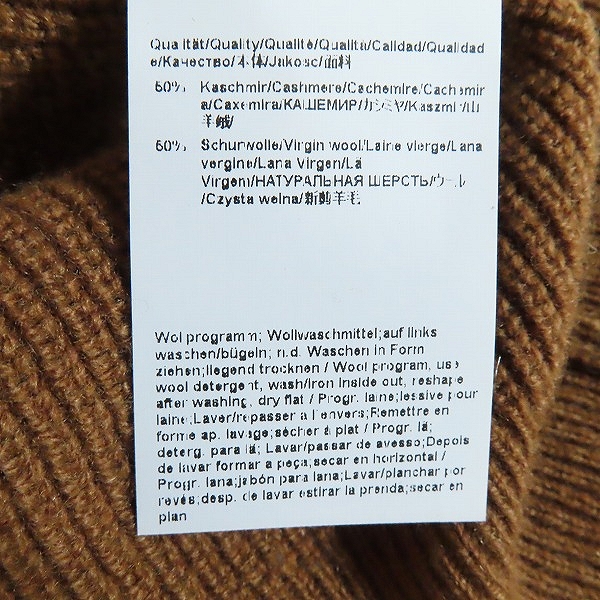 Qualität/Quality/Qualité/Qualita/Calidad/Qualidad
e/Качество/本体/Jakosc/面料
50% Kaschmir/Cashmere/Cachemire/Cachemir
a/Caxemira/КАШЕМИР/カシミヤ/Kaszmir/山
羊绒/
50% Schurwolle/Virgin wool/Laine vierge/Lana
vergine/Lana Virgen/Lã
Virgem/НАТУРАЛЬНАЯ ШЕРСТЬ/ウール
/Czysta welna/新剪羊毛
Wollprogramm; Wollwaschmittel;auf links
waschen/bügeln; n.d. Waschen in Form
ziehen;liegend trocknen / Wool program, use
wool detergent, wash/iron inside out, reshape
after washing, dry flat / Progr. laine;lessive pour
laine;Laver/repasser à l'envers;Remettre en
forme ap. lavage;sécher à plat / Progr. lã;
deterg. para lã; Lavar/passar de avesso;Depois
de lavar formar a peça;secar en horizontal /
Progr. lana;jabón para lana;Lavar/planchar por
revés;desp. de lavar estirar la prenda;secar en
plan